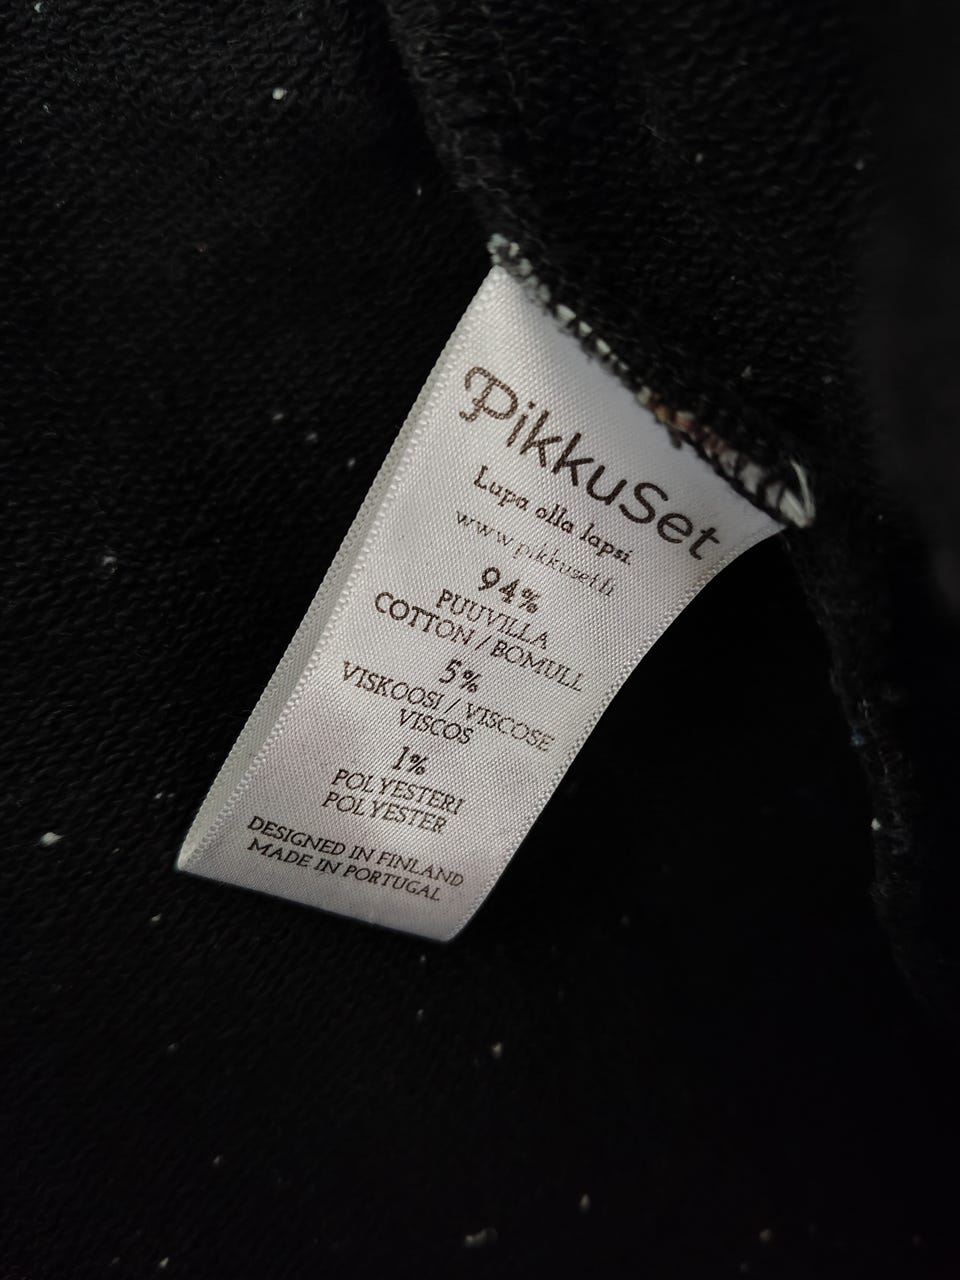 PikkuSet
Lupa olla lapsi
www.pikkuset.fi
94%
PUUVILLA
COTTON / BOMULL
5%
VISKOOSI / VISCOSE
VISCOS
1%
POLYESTERI
POLYESTER
DESIGNED IN FINLAND
MADE IN PORTUGAL